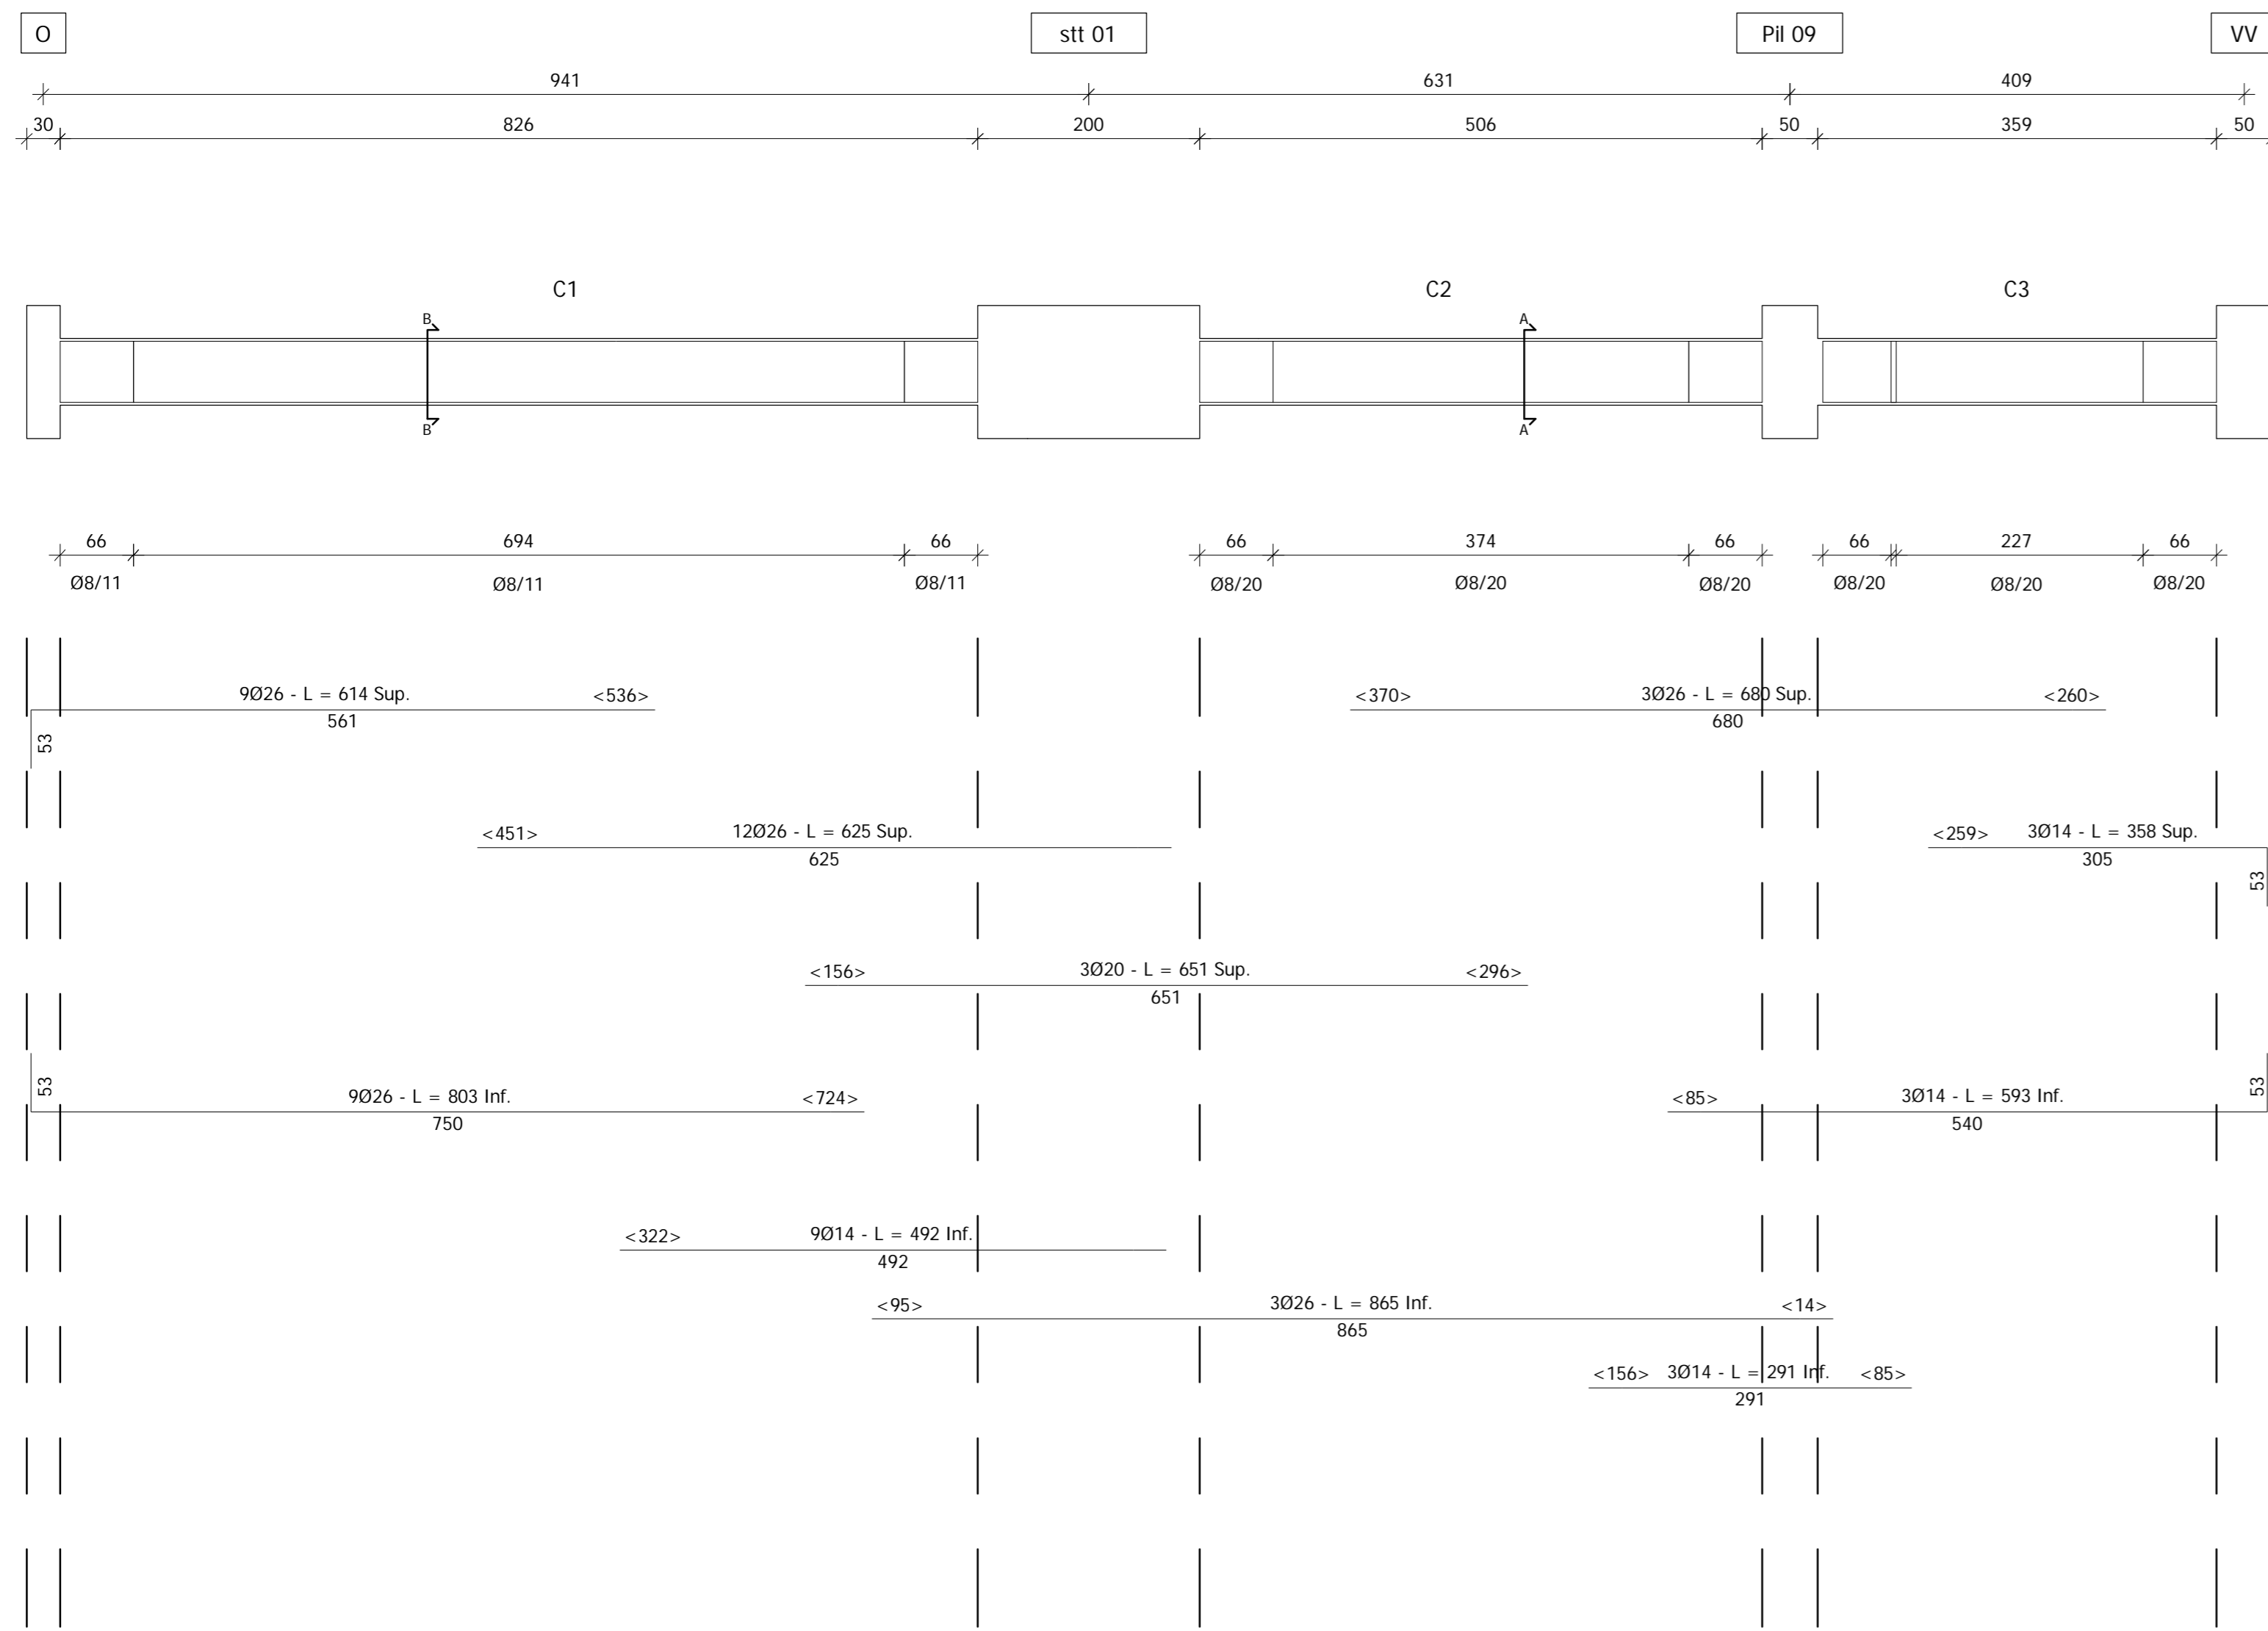 O stt 01 Pil 09 VV
941 631 409
30 826 200 506 50 359 50
C1 C2 C3
B A
B A
66 694 66 66 374 66 66 227 66
Ø8/11 Ø8/11 Ø8/11 Ø8/20 Ø8/20 Ø8/20 Ø8/20 Ø8/20 Ø8/20
9Ø26 - L = 614 Sup. <536> <370> 3Ø26 - L = 680 Sup. <260>
561 680
53
<451> 12Ø26 - L = 625 Sup. <259> 3Ø14 - L = 358 Sup.
625 305
53
<156> 3Ø20 - L = 651 Sup. <296>
651
53 53
9Ø26 - L = 803 Inf. <724> <85> 3Ø14 - L = 593 Inf.
750 540
<322> 9Ø14 - L = 492 Inf.
492
<95> 3Ø26 - L = 865 Inf. <14>
865
<156> 3Ø14 - L = 291 Inf. <85>
291